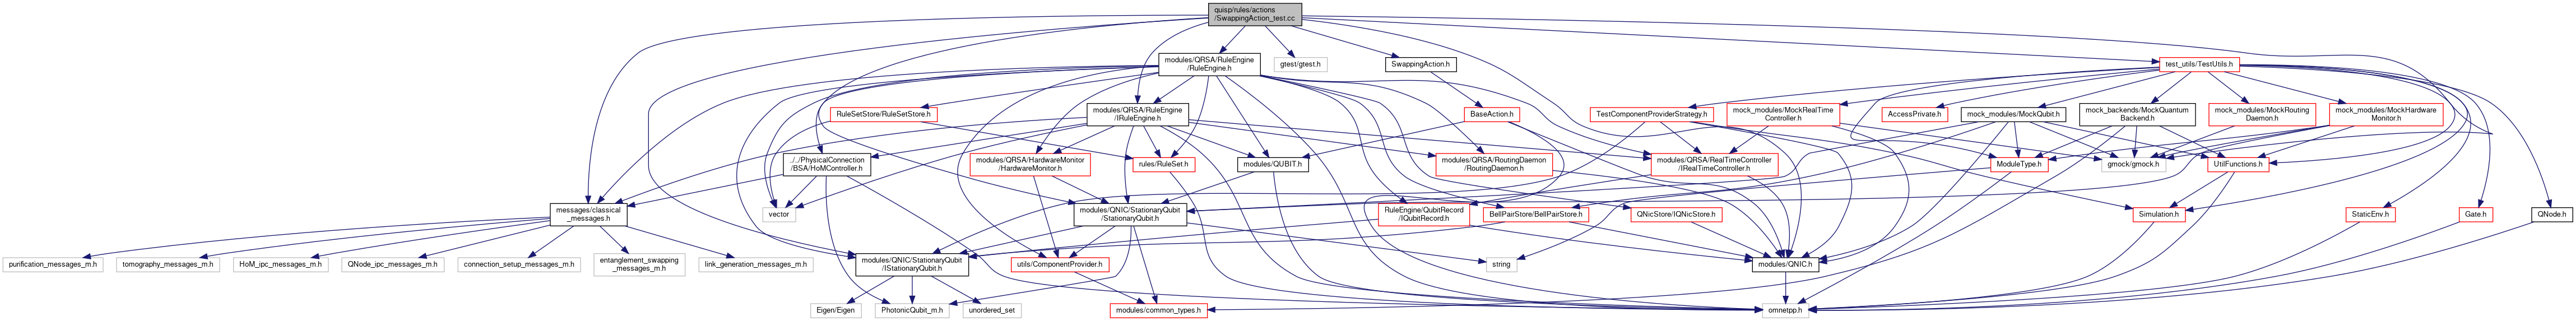 quisp/rules/actions
/SwappingAction_test.cc
modules/QRSA/RuleEngine
/RuleEngine.h
gtest/gtest.h
SwappingAction.h
test_utils/TestUtils.h
RuleSetStore/RuleSetStore.h
modules/QRSA/RuleEngine
/IRuleEngine.h
BaseAction.h
TestComponentProviderStrategy.h
mock_modules/MockRealTime
Controller.h
AccessPrivate.h
mock_modules/MockQubit.h
mock_backends/MockQuantum
Backend.h
mock_modules/MockRouting
Daemon.h
mock_modules/MockHardware
Monitor.h
./../PhysicalConnection
/BSA/HoMController.h
modules/QRSA/HardwareMonitor
/HardwareMonitor.h
rules/RuleSet.h
modules/QUBIT.h
modules/QRSA/RoutingDaemon
/RoutingDaemon.h
modules/QRSA/RealTimeController
/IRealTimeController.h
ModuleType.h
gmock/gmock.h
UtilFunctions.h
messages/classical
_messages.h
vector
modules/QNIC/StationaryQubit
/StationaryQubit.h
RuleEngine/QubitRecord
/IQubitRecord.h
BellPairStore/BellPairStore.h
QNicStore/IQNicStore.h
Simulation.h
StaticEnv.h
Gate.h
QNode.h
purification_messages_m.h
tomography_messages_m.h
HoM_ipc_messages_m.h
QNode_ipc_messages_m.h
connection_setup_messages_m.h
entanglement_swapping
_messages_m.h
link_generation_messages_m.h
modules/QNIC/StationaryQubit
/IStationaryQubit.h
utils/ComponentProvider.h
string
modules/QNIC.h
Eigen/Eigen
PhotonicQubit_m.h
unordered_set
modules/common_types.h
omnetpp.h